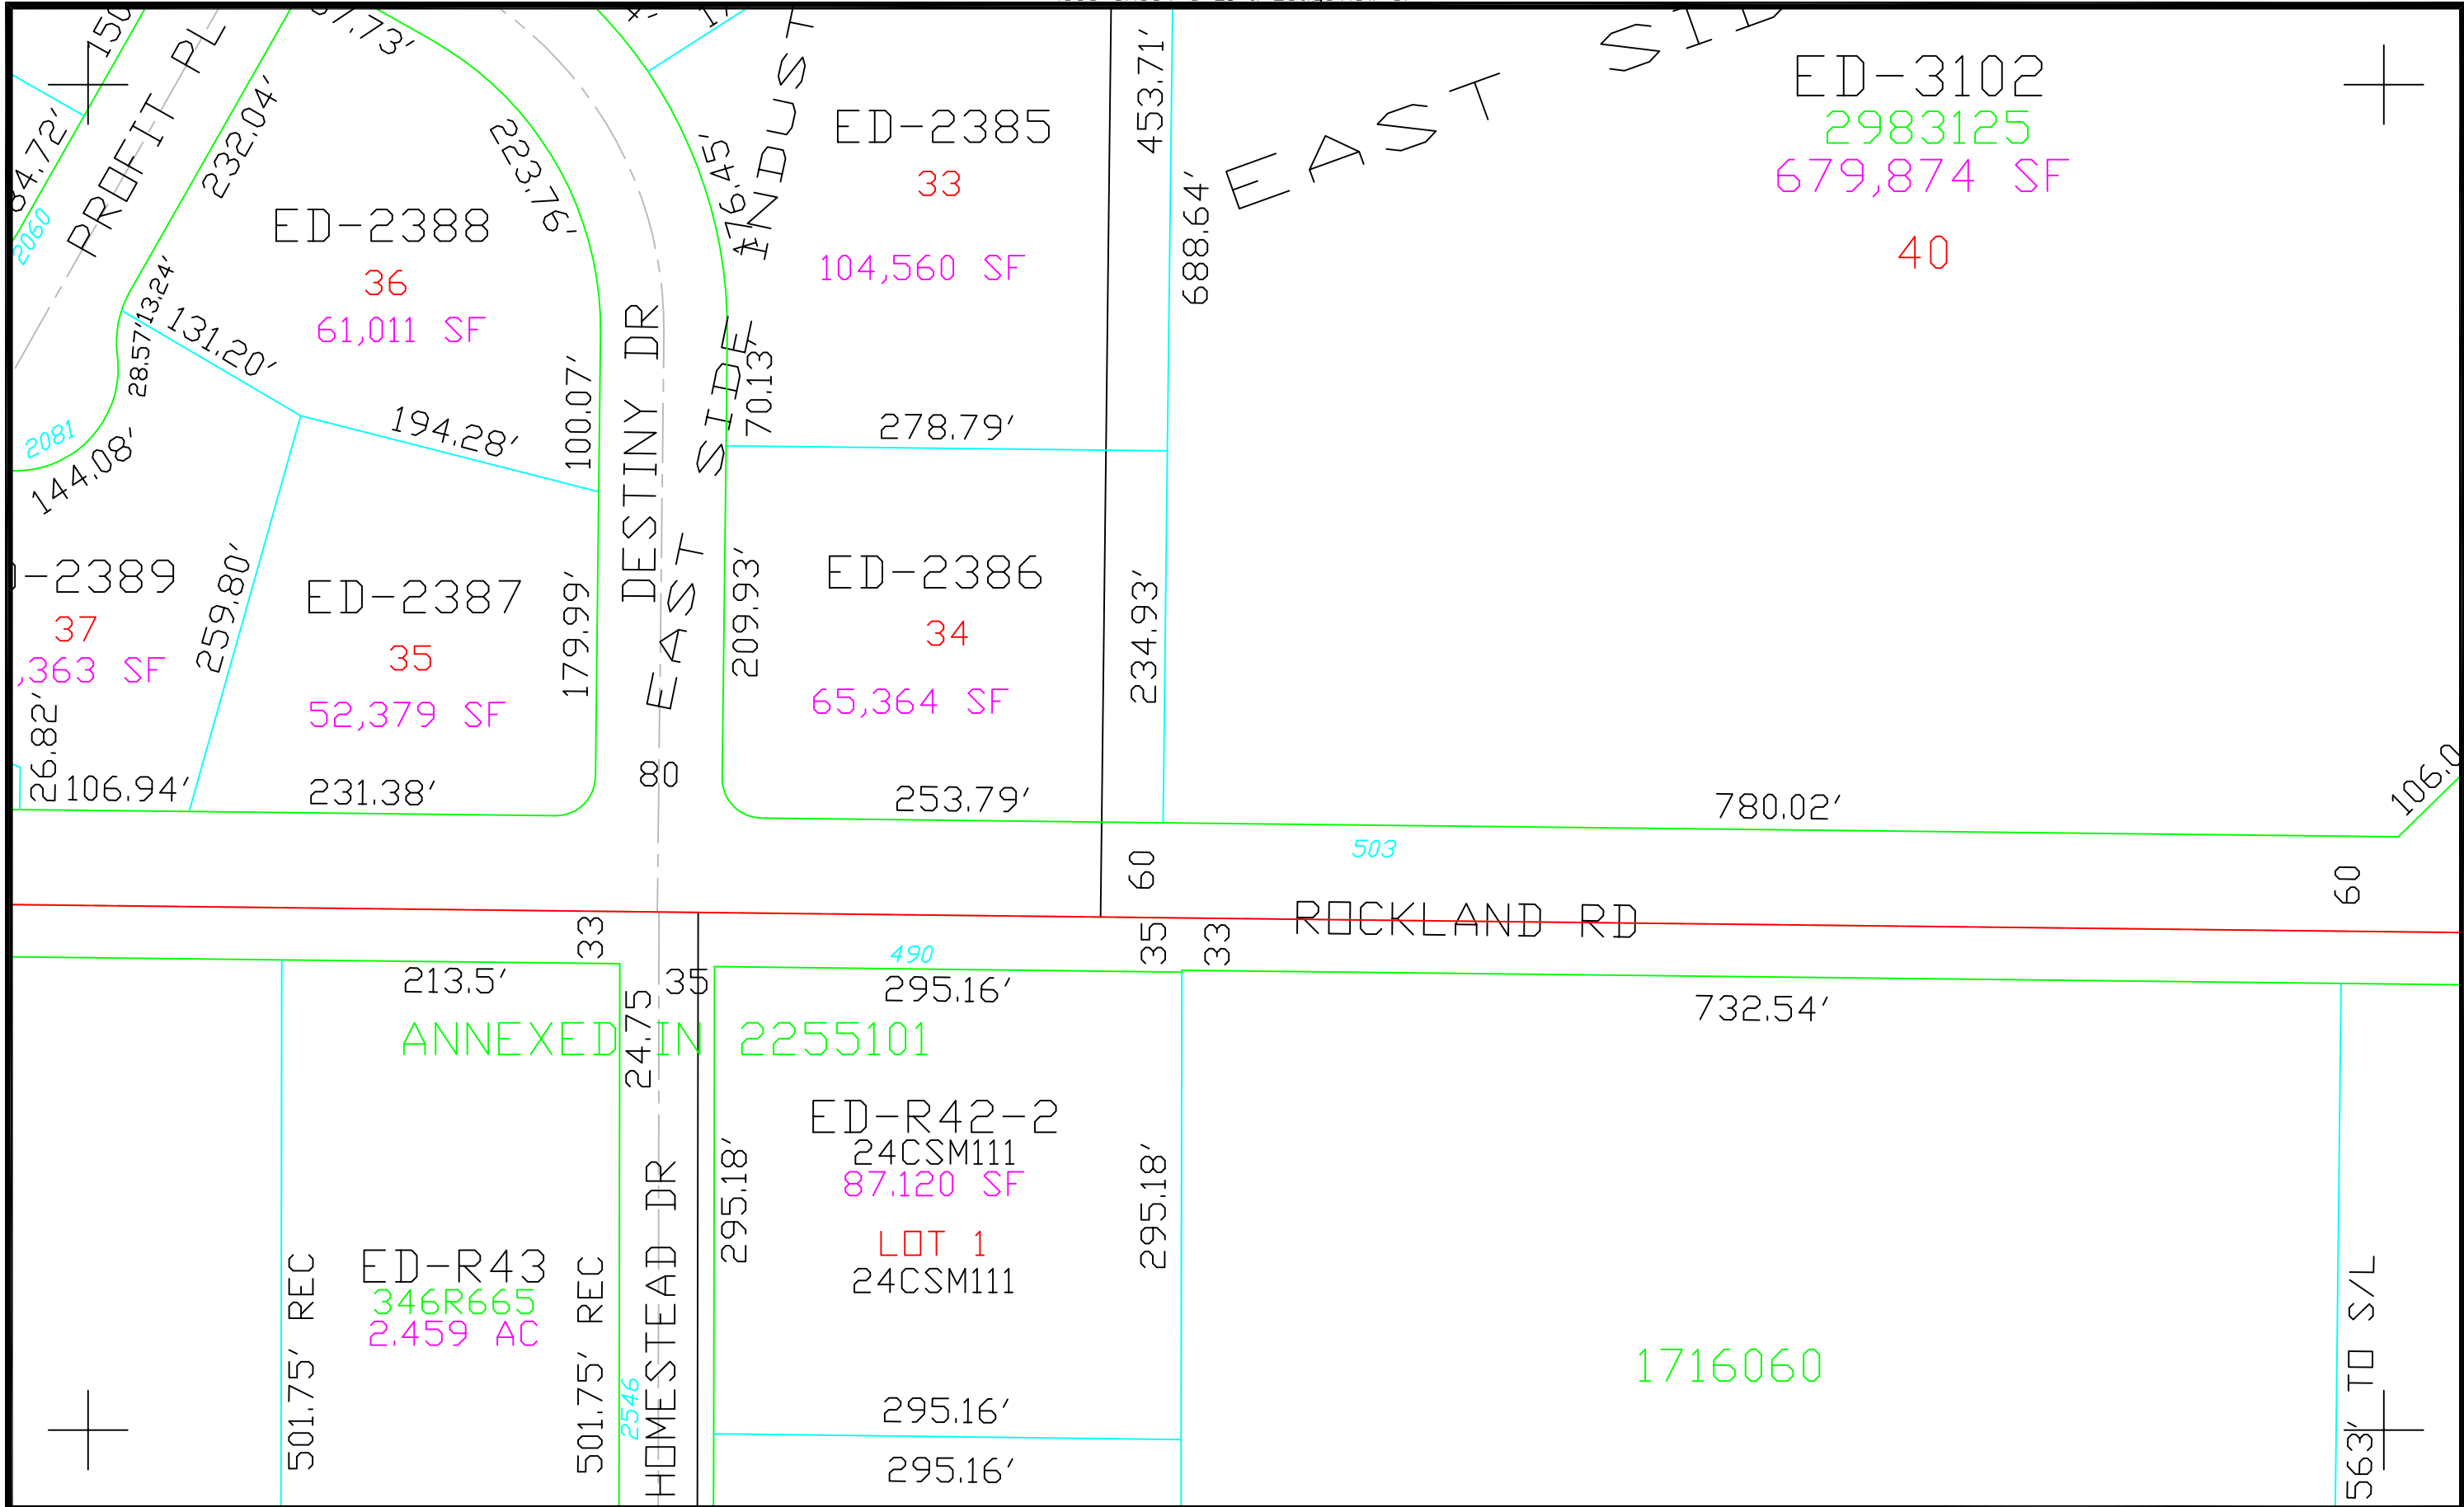 PROFIT PL
232.04'
223.76'
ED-2388
36
61,011 SF
2060
13.24'
28.57'
131.20'
194.28'
100.07'
2081
144.08'
DESTINY DR
EAST SIDE INDUST
176.45'
70.13'
ED-2385
33
104,560 SF
278.79'
453.71'
688.64'
EAST SID
ED-3102
2983125
679,874 SF
40
-2389
37
,363 SF
26.82'
106.94'
259.80'
ED-2387
35
52,379 SF
231.38'
179.99'
80
209.93'
ED-2386
34
65,364 SF
253.79'
234.93'
780.02'
106.0
503
60
60
ROCKLAND RD
33
35
33
490
213.5'
35
24.75
295.16'
732.54'
ANNEXED IN 2255101
ED-R42-2
24CSM111
87.120 SF
LOT 1
24CSM111
295.18'
295.18'
295.16'
295.16'
ED-R43
346R665
2.459 AC
501.75' REC
501.75' REC
2546
HOMESTEAD DR
1716060
563' TO S/L